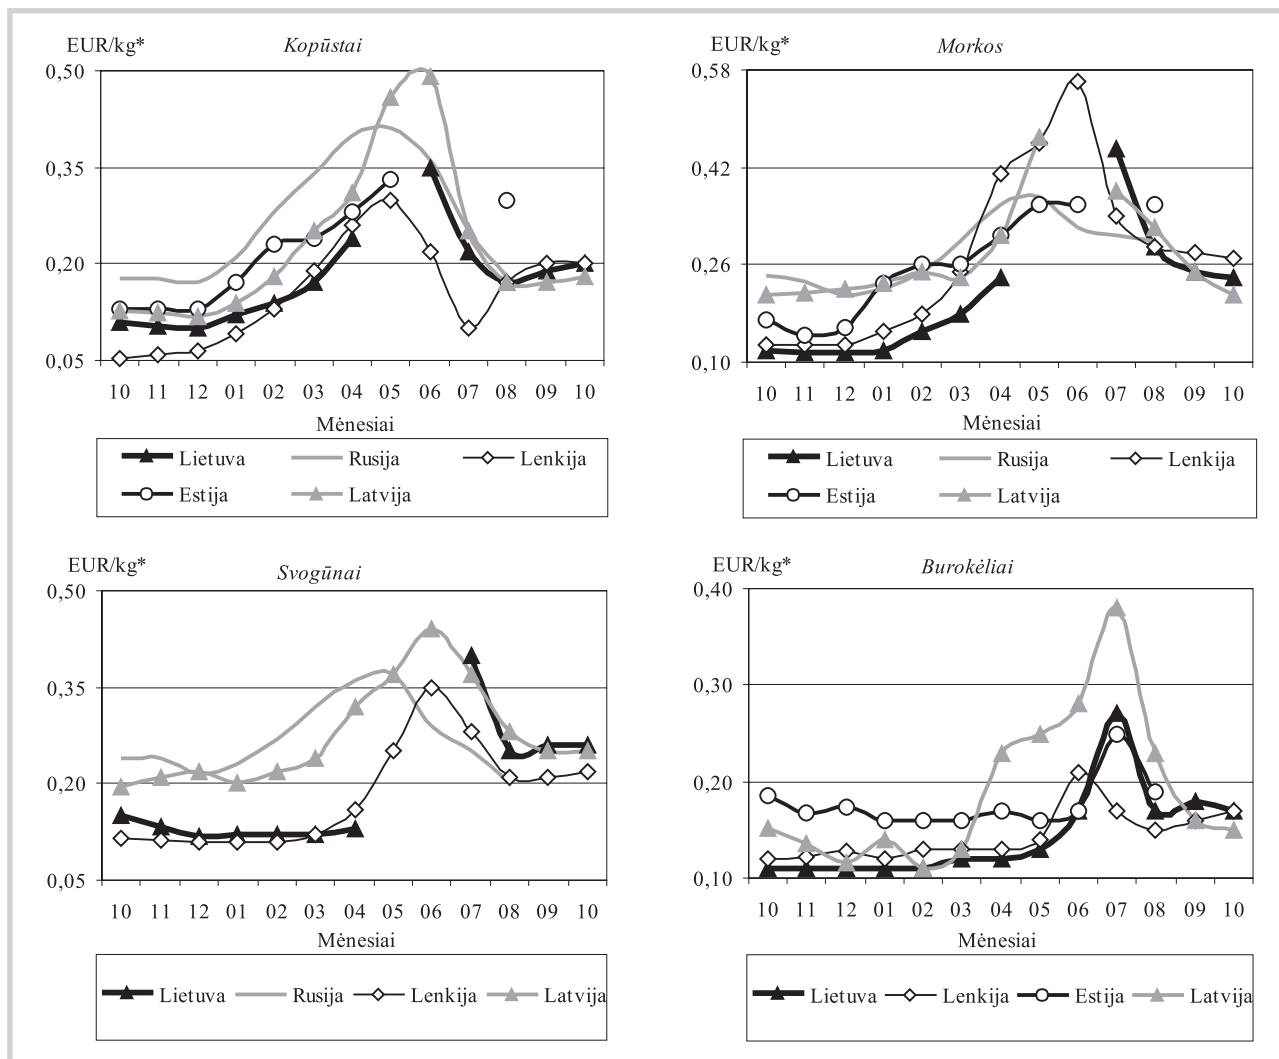 EUR/kg*
Kopūstai
0,50
0,35
0,20
0,05
10 11 12 01 02 03 04 05 06 07 08 09 10
Mėnesiai
Lietuva Rusija Lenkija
Estija Latvija
EUR/kg*
Morkos
0,58
0,42
0,26
0,10
10 11 12 01 02 03 04 05 06 07 08 09 10
Mėnesiai
Lietuva Rusija Lenkija
Estija Latvija
EUR/kg*
Svogūnai
0,50
0,35
0,20
0,05
10 11 12 01 02 03 04 05 06 07 08 09 10
Mėnesiai
Lietuva Rusija Lenkija Latvija
EUR/kg*
Burokėliai
0,40
0,30
0,20
0,10
10 11 12 01 02 03 04 05 06 07 08 09 10
Mėnesiai
Lietuva Lenkija Estija Latvija